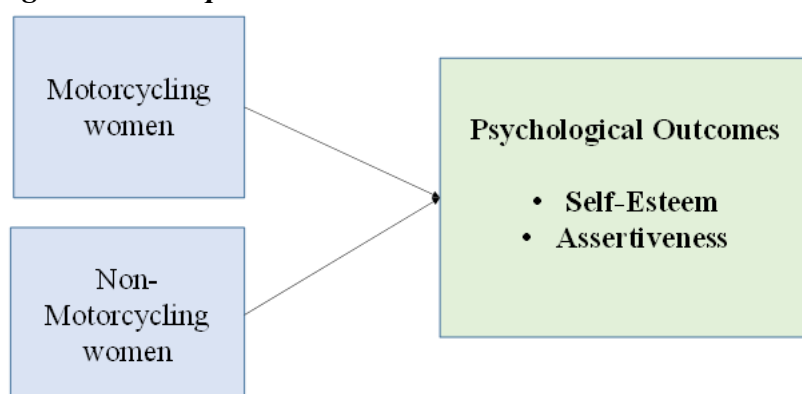 Motorcycling
women
Non-
Motorcycling
women
Psychological Outcomes
• Self-Esteem
• Assertiveness